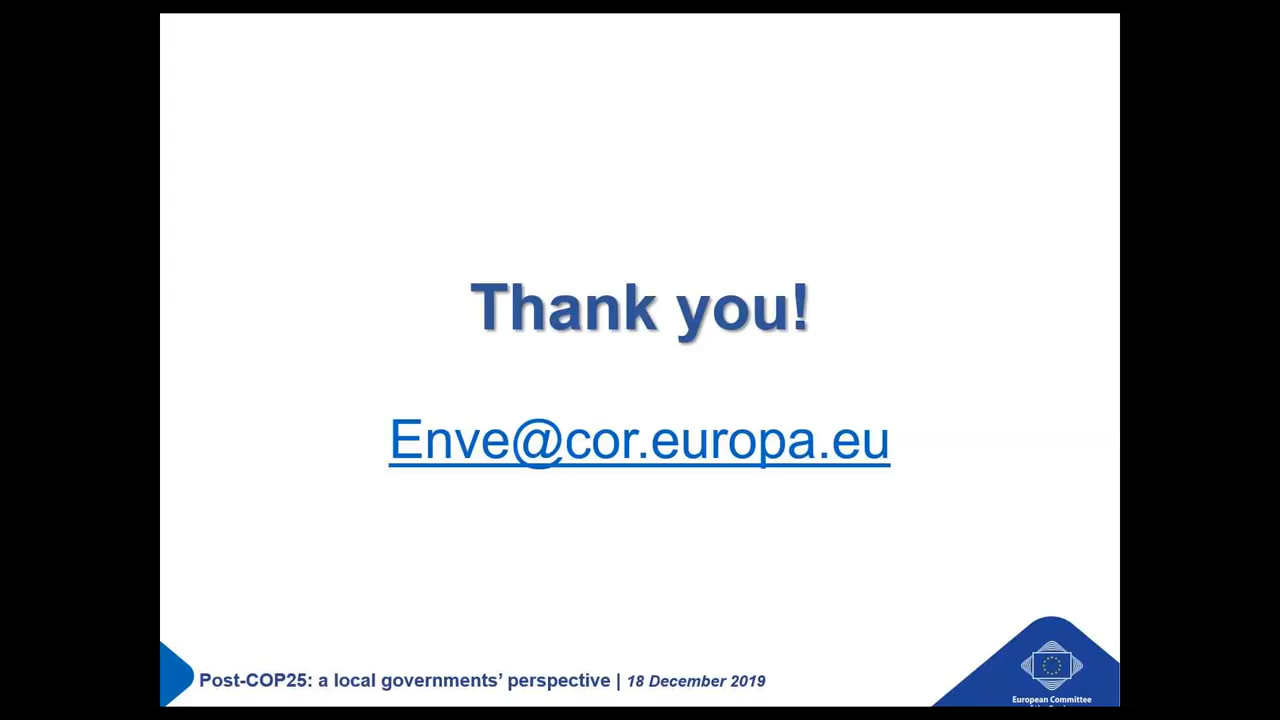 Thank you!
Enve@cor.europa.eu
Post-COP25: a local governments’ perspective | 18 December 2019
European Committee